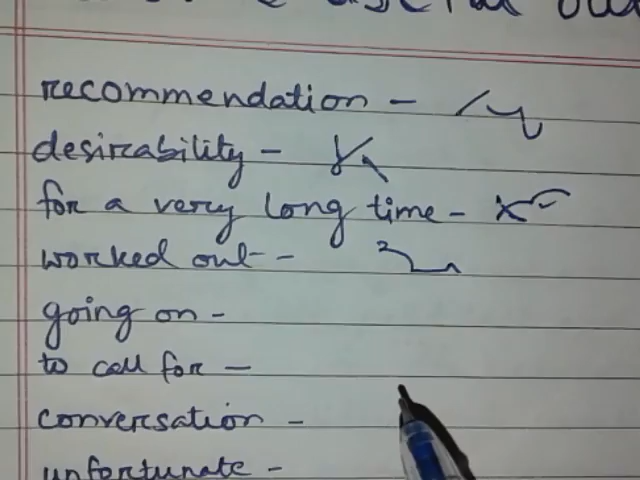 recommendation -
desirability -
for a very long time -
worked out -
going on -
to call for -
conversation -
unfortunate -